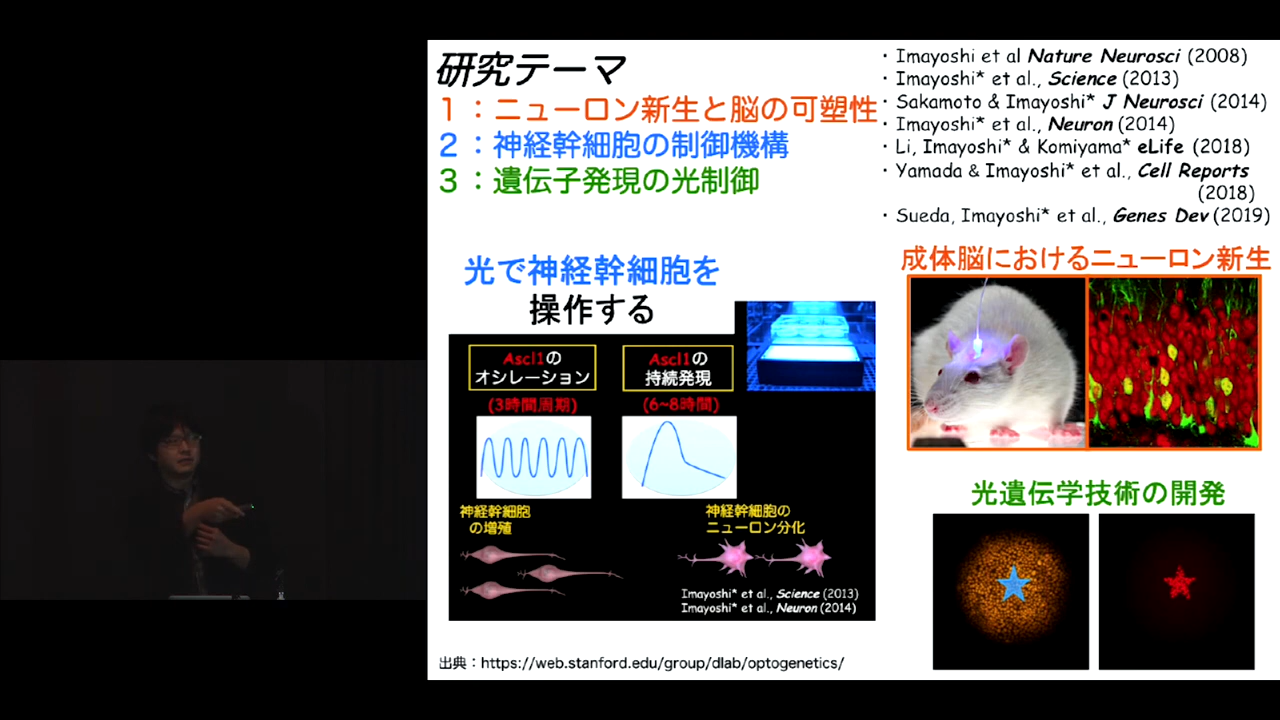 研究テーマ
1：ニューロン新生と脳の可塑性
2：神経幹細胞の制御機構
3：遺伝子発現の光制御
・Imayoshi et al Nature Neurosci (2008)
・Imayoshi* et al., Science (2013)
・Sakamoto & Imayoshi* J Neurosci (2014)
・Imayoshi* et al., Neuron (2014)
・Li, Imayoshi* & Komiyama* eLife (2018)
・Yamada & Imayoshi* et al., Cell Reports
(2018)
・Sueda, Imayoshi* et al., Genes Dev (2019)
光で神経幹細胞を
操作する
Ascl1の
オシレーション
(3時間周期)
Ascl1の
持続発現
(6~8時間)
神経幹細胞
の増殖
神経幹細胞の
ニューロン分化
Imayoshi* et al., Science (2013)
Imayoshi* et al., Neuron (2014)
成体脳におけるニューロン新生
光遺伝学技術の開発
出典：https://web.stanford.edu/group/dlab/optogenetics/